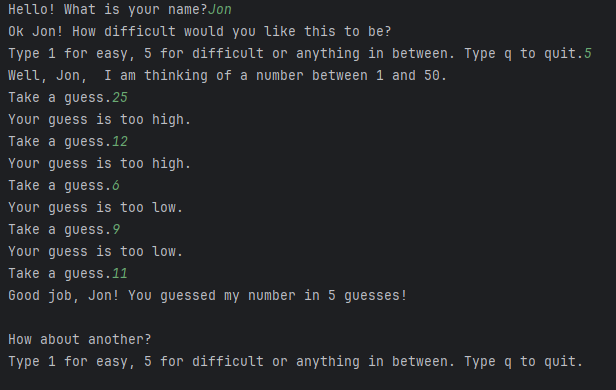 Hello! What is your name?Jon
Ok Jon! How difficult would you like this to be?
Type 1 for easy, 5 for difficult or anything in between. Type q to quit.5
Well, Jon,  I am thinking of a number between 1 and 50.
Take a guess.25
Your guess is too high.
Take a guess.12
Your guess is too high.
Take a guess.6
Your guess is too low.
Take a guess.9
Your guess is too low.
Take a guess.11
Good job, Jon! You guessed my number in 5 guesses!

How about another?
Type 1 for easy, 5 for difficult or anything in between. Type q to quit.